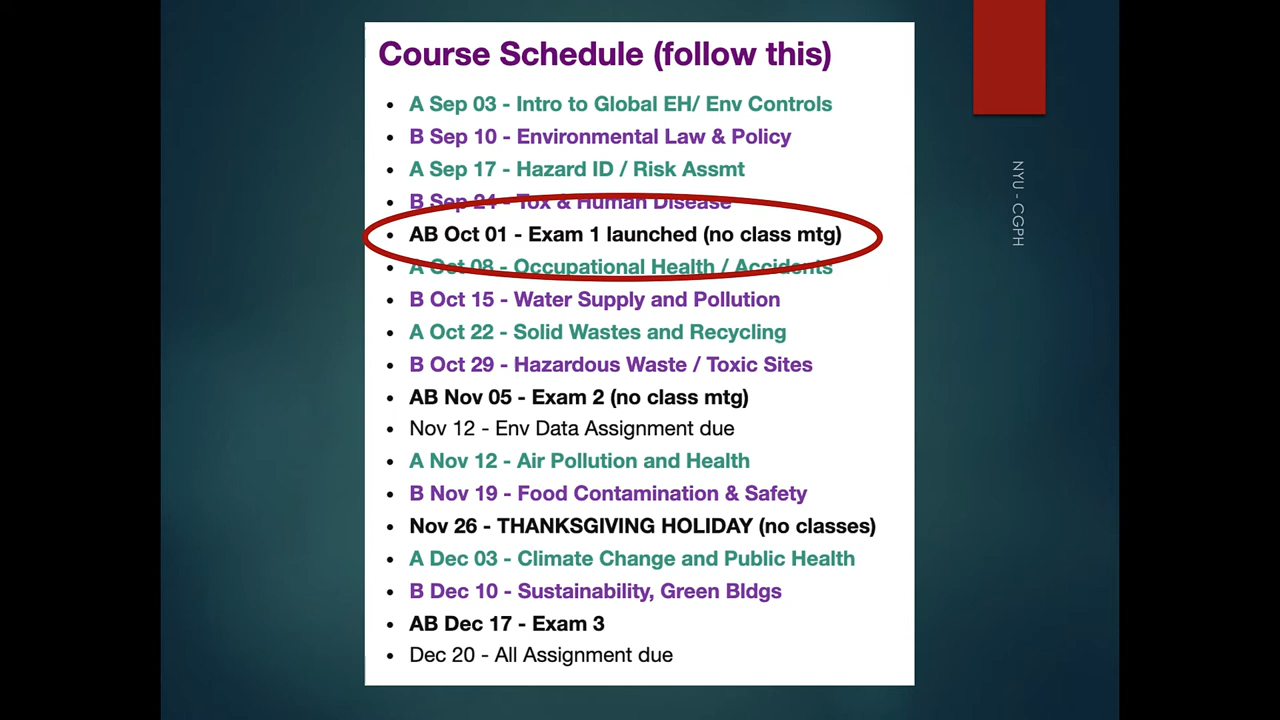 Course Schedule (follow this)
• A Sep 03 - Intro to Global EH/ Env Controls
• B Sep 10 - Environmental Law & Policy
• A Sep 17 - Hazard ID / Risk Assmt
• B Sep 24 - Tox & Human Disease
• AB Oct 01 - Exam 1 launched (no class mtg)
• A Oct 08 - Occupational Health / Accidents
• B Oct 15 - Water Supply and Pollution
• A Oct 22 - Solid Wastes and Recycling
• B Oct 29 - Hazardous Waste / Toxic Sites
• AB Nov 05 - Exam 2 (no class mtg)
• Nov 12 - Env Data Assignment due
• A Nov 12 - Air Pollution and Health
• B Nov 19 - Food Contamination & Safety
• Nov 26 - THANKSGIVING HOLIDAY (no classes)
• A Dec 03 - Climate Change and Public Health
• B Dec 10 - Sustainability, Green Bldgs
• AB Dec 17 - Exam 3
• Dec 20 - All Assignment due
NYU - CGPH